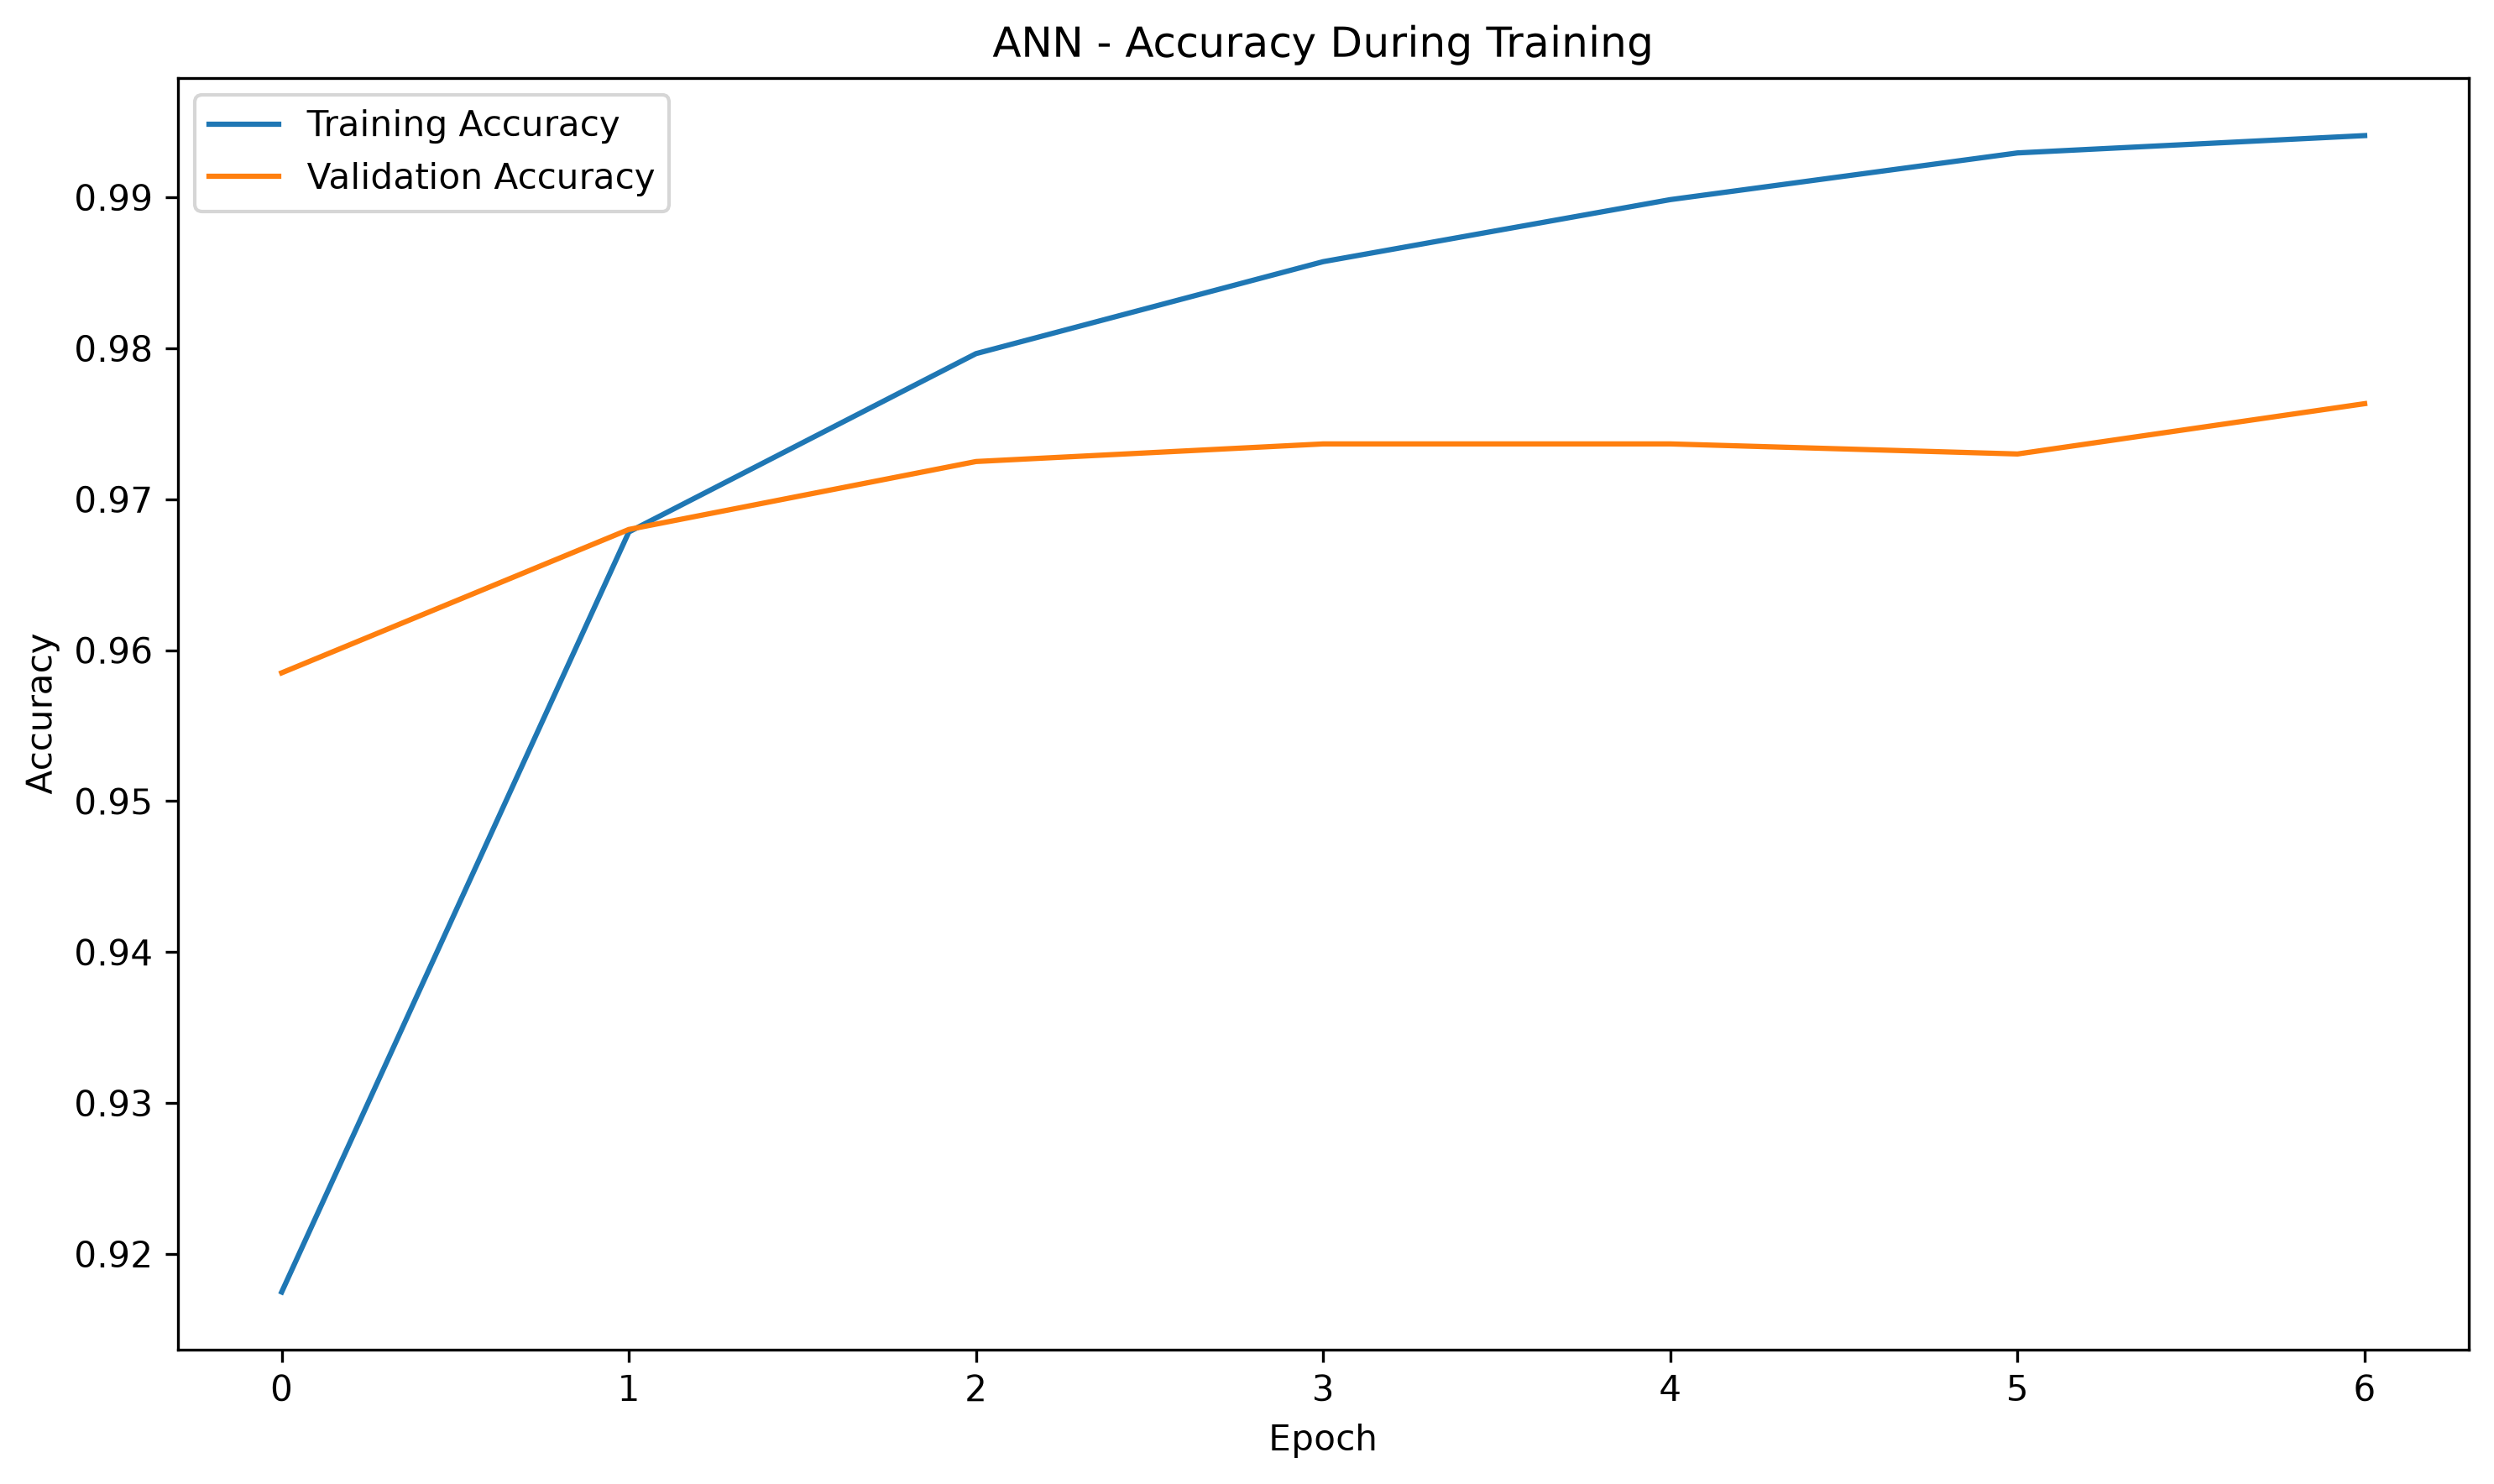 ANN - Accuracy During Training
Training Accuracy
Validation Accuracy
0.99
0.98
0.97
0.96
0.95
0.94
0.93
0.92
Accuracy
0 1 2 3 4 5 6
Epoch